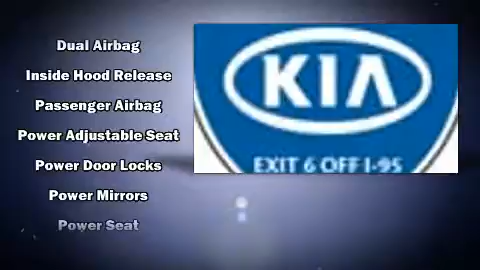 Dual Airbag
Inside Hood Release
Passenger Airbag
Power Adjustable Seat
Power Door Locks
Power Mirrors
Power Seat
KIA
EXIT 6 OFF I-95